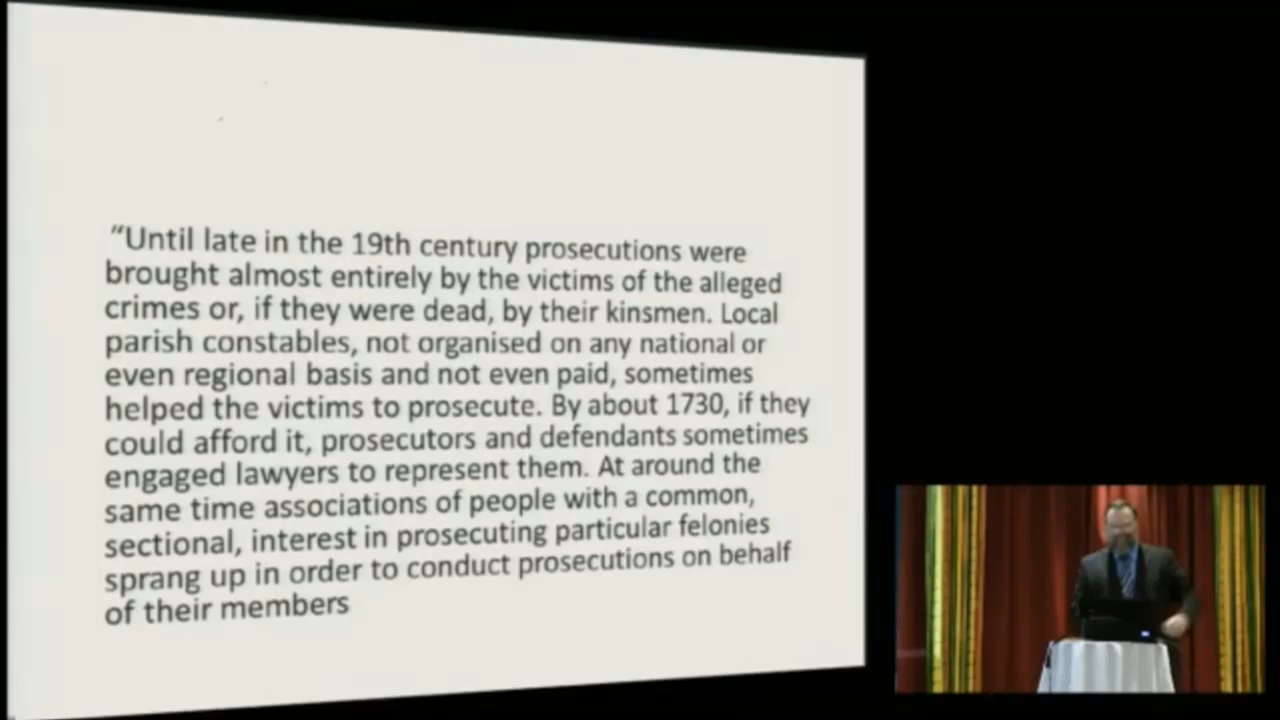 “Until late in the 19th century prosecutions were
brought almost entirely by the victims of the alleged
crimes or, if they were dead, by their kinsmen. Local
parish constables, not organised on any national or
even regional basis and not even paid, sometimes
helped the victims to prosecute. By about 1730, if they
could afford it, prosecutors and defendants sometimes
engaged lawyers to represent them. At around the
same time associations of people with a common,
sectional, interest in prosecuting particular felonies
sprang up in order to conduct prosecutions on behalf
of their members